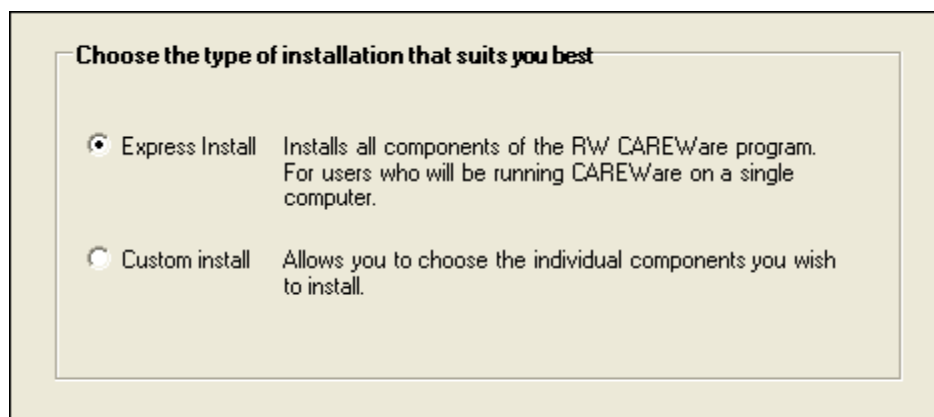 Choose the type of installation that suits you best
Express Install Installs all components of the RW CAREWare program.
For users who will be running CAREWare on a single
computer.
Custom install Allows you to choose the individual components you wish
to install.